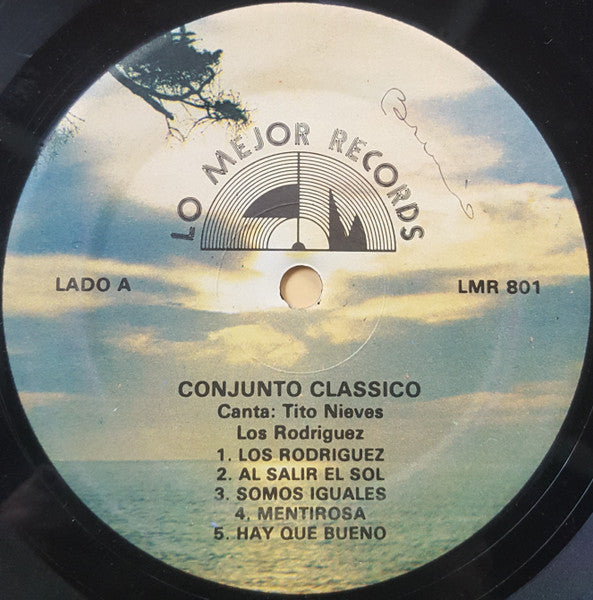 LO MEJOR RECORDS
LM
LADO A
LMR 801
CONJUNTO CLASSICO
Canta: Tito Nieves
Los Rodriguez
1. LOS RODRIGUEZ
2. AL SALIR EL SOL
3. SOMOS IGUALES
4. MENTIROSA
5. HAY QUE BUENO